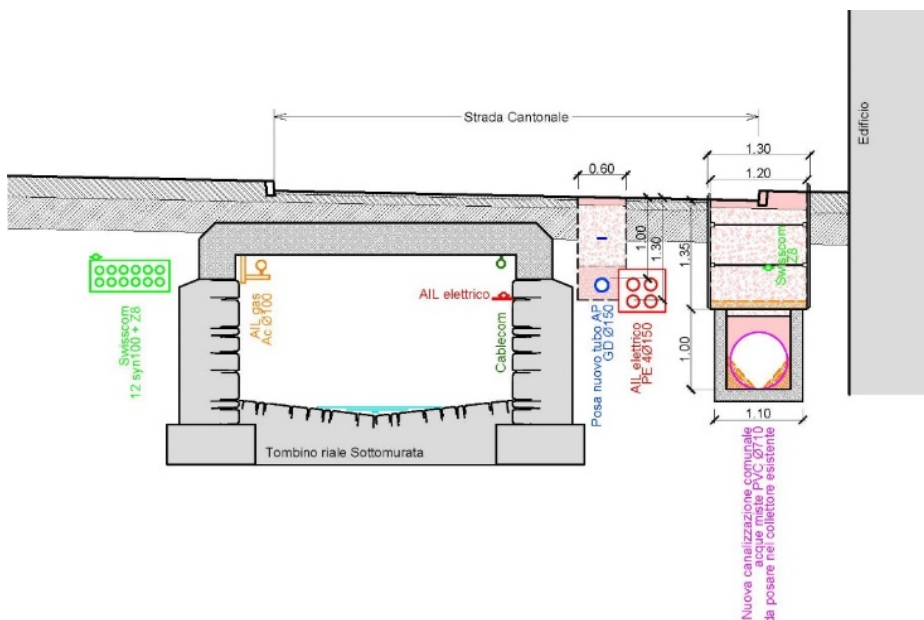 Strada Cantonale
Edificio
1.30
1.20
0.60
1.00
1.30
1.35
Swisscom
Z8
Swisscom
12 syn100 + Z8
AIL gas
Ac Ø100
AIL elettrico
Cablecom
Posa nuovo tubo AP
GD Ø150
AIL elettrico
PE 4Ø150
1.00
1.10
Tombino riale Sottomurata
Nuova canalizzazione comunale
acque miste PVC Ø710
da posare nel collettore esistente